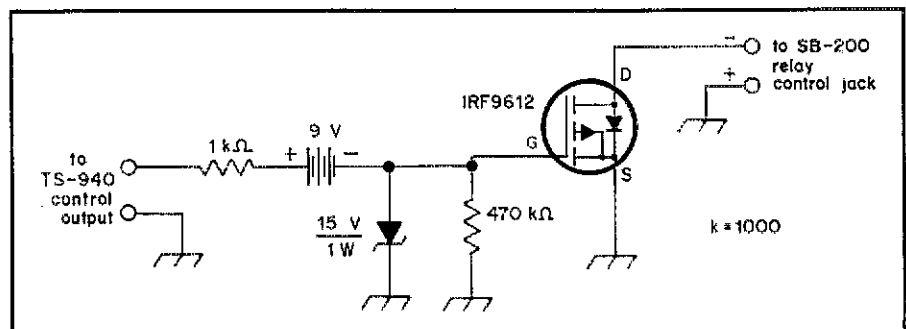 D
IRF9612
G
S
− to SB-200
relay
+ control jack
to
TS-940
control
output
1 kΩ
+ 9 V −
15 V
1 W
470 kΩ
k = 1000